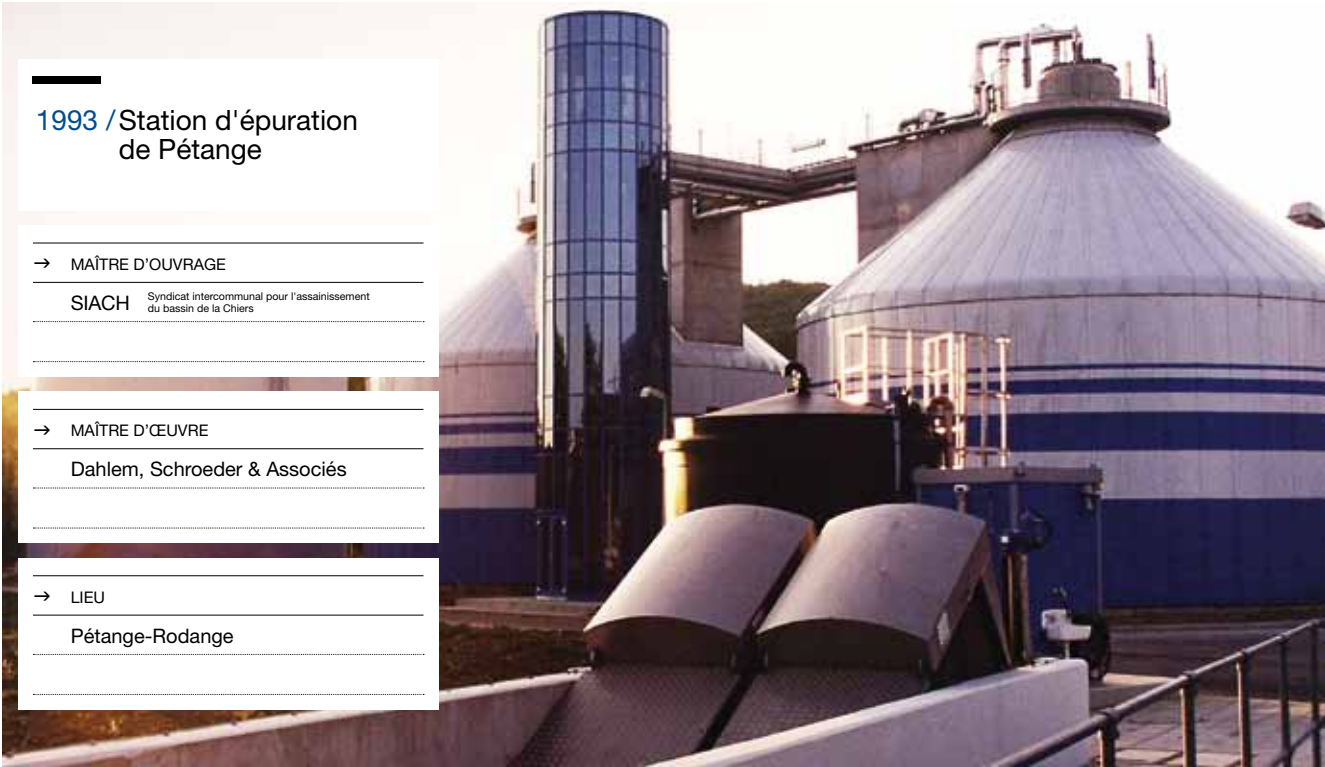 1993 / Station d'épuration
de Pétange
→ MAÎTRE D'OUVRAGE
SIACH Syndicat intercommunal pour l'assainissement
du bassin de la Chiers
→ MAÎTRE D'ŒUVRE
Dahlem, Schroeder & Associés
→ LIEU
Pétange-Rodange